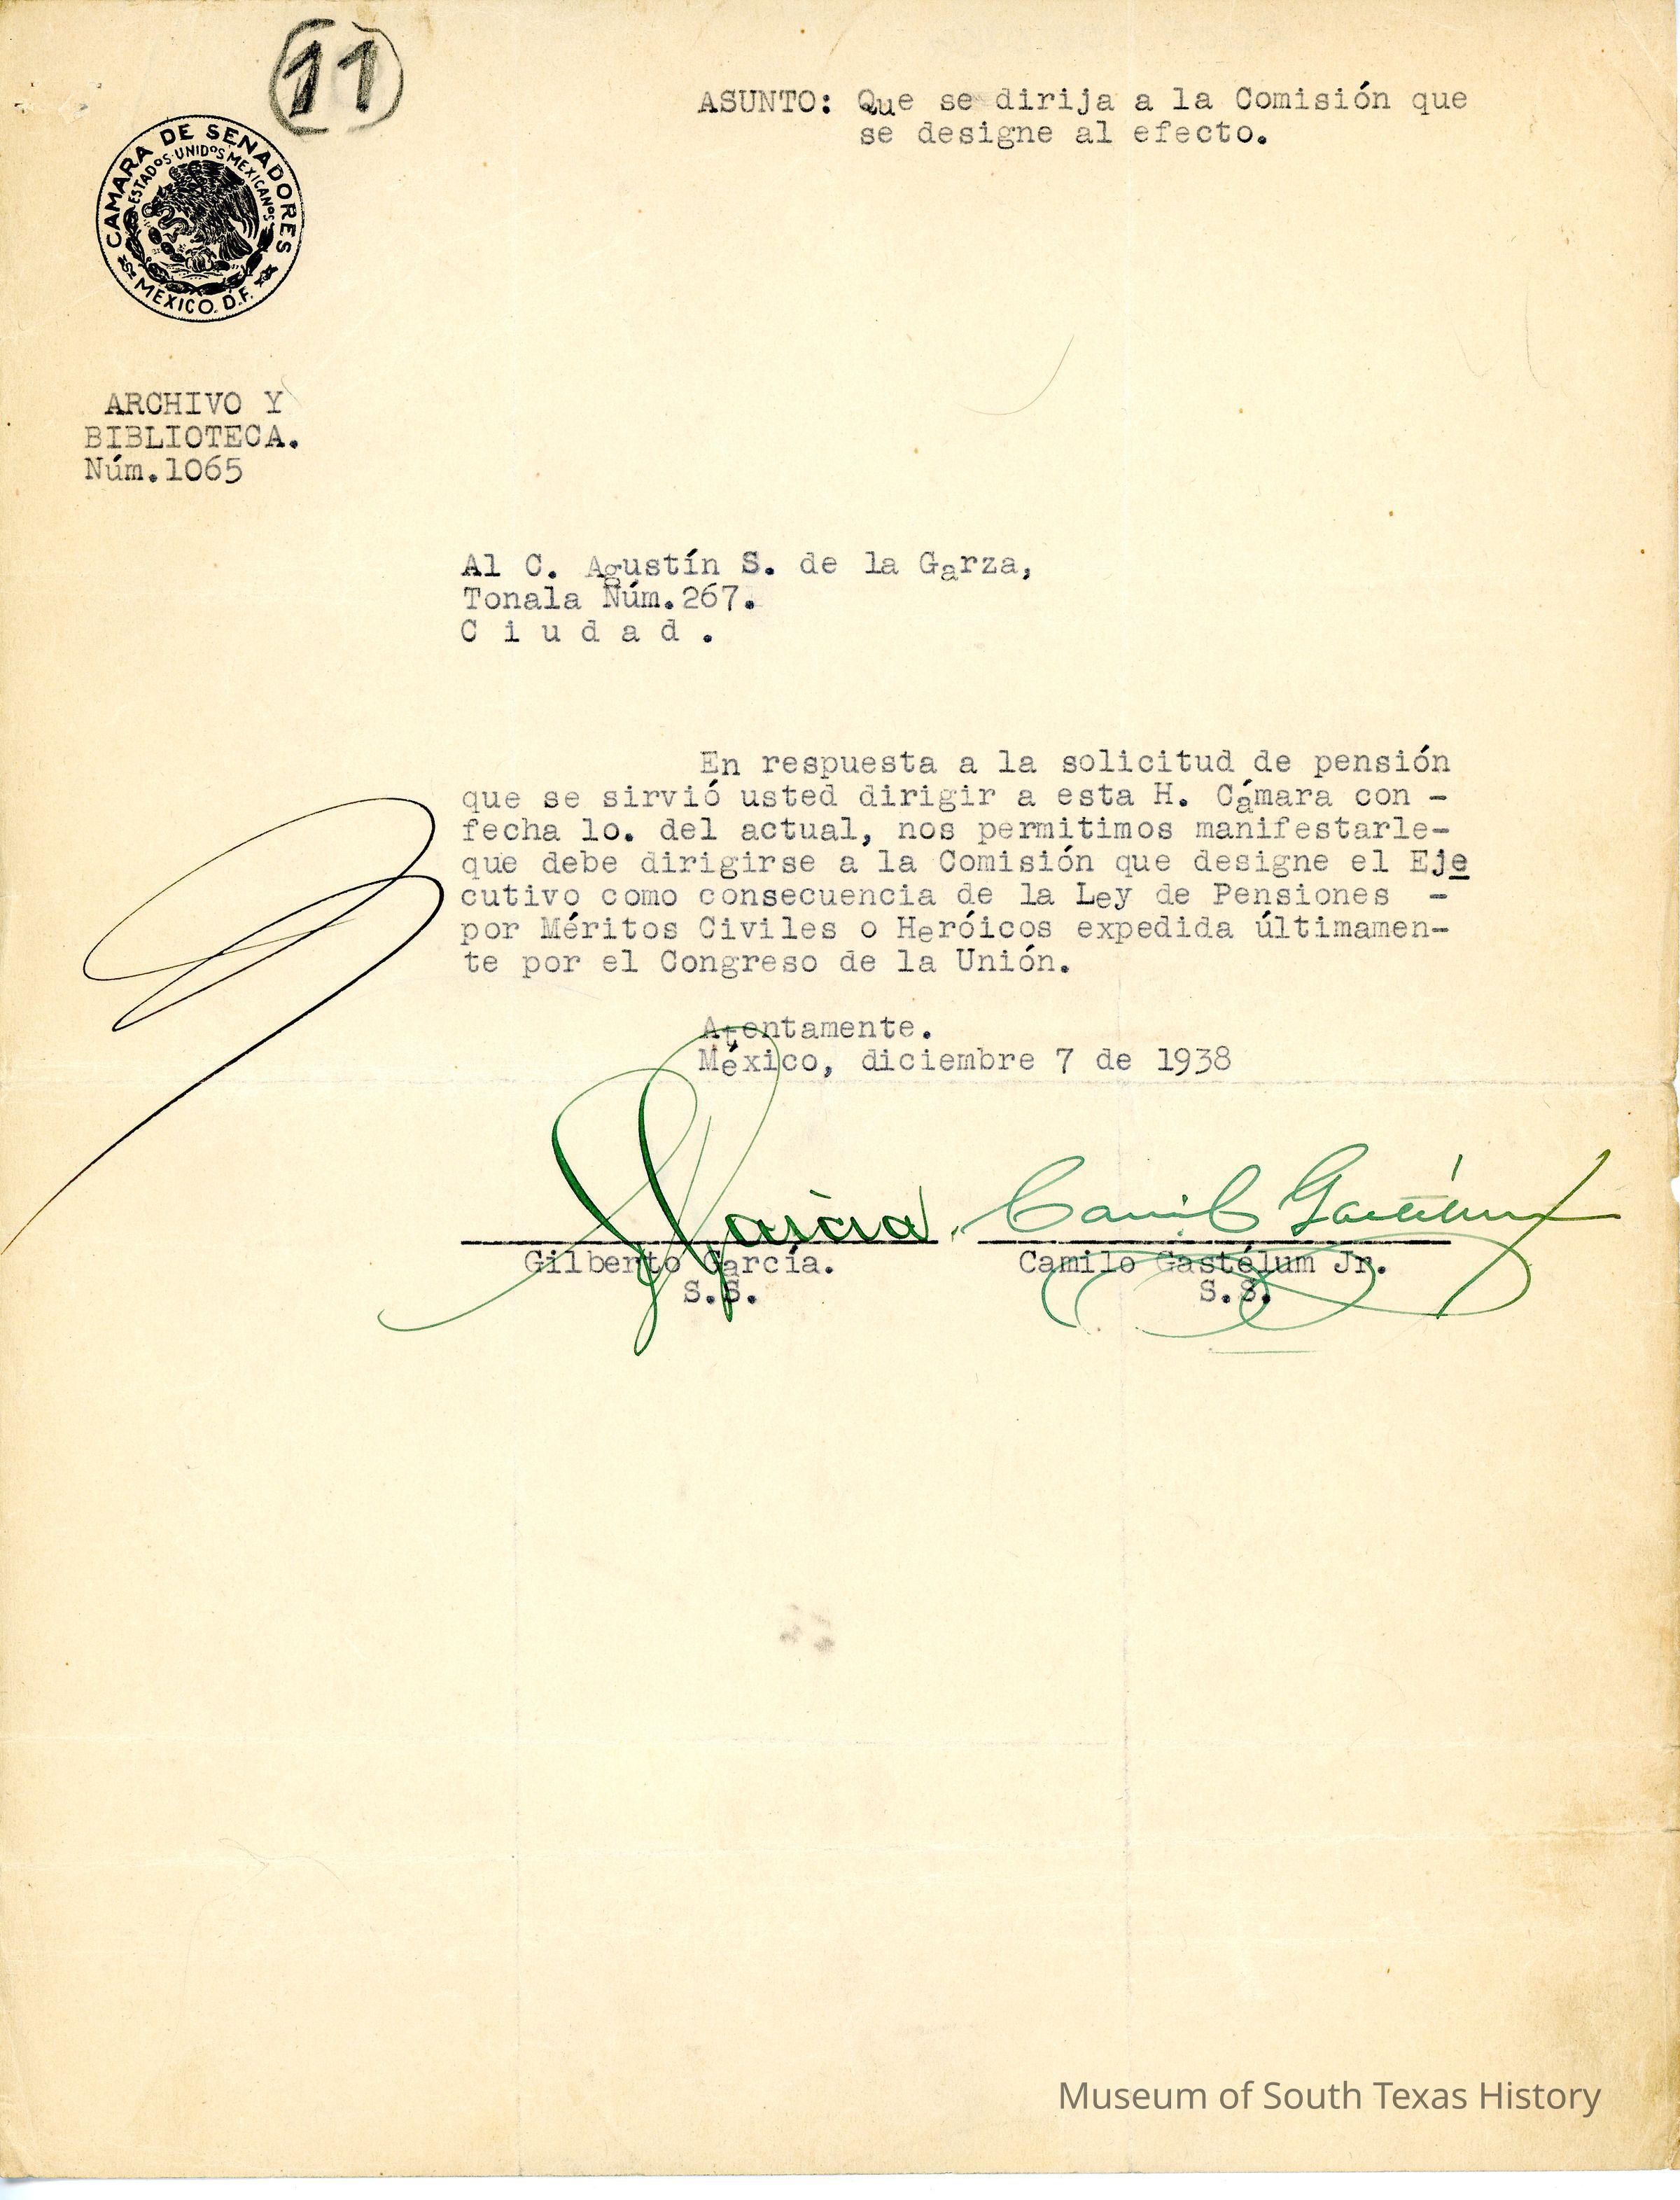 11
ASUNTO: Que se dirija a la Comisión que
se designe al efecto.
CAMARA DE SENADORES
ESTADOS UNIDOS MEXICANOS
MEXICO. D.F.
ARCHIVO Y
BIBLIOTECA.
Núm.1065
Al C. Agustín S. de la Garza,
Tonala Núm.267.
C i u d a d .
En respuesta a la solicitud de pensión
que se sirvió usted dirigir a esta H. Cámara con -
fecha lo. del actual, nos permitimos manifestarle-
que debe dirigirse a la Comisión que designe el Eje
cutivo como consecuencia de la Ley de Pensiones -
por Méritos Civiles o Heróicos expedida últimamen-
te por el Congreso de la Unión.
Atentamente.
México, diciembre 7 de 1938
García Camilo Gastélum
Gilberto García. Camilo Gastélum Jr.
S.S. S.S.
Museum of South Texas History